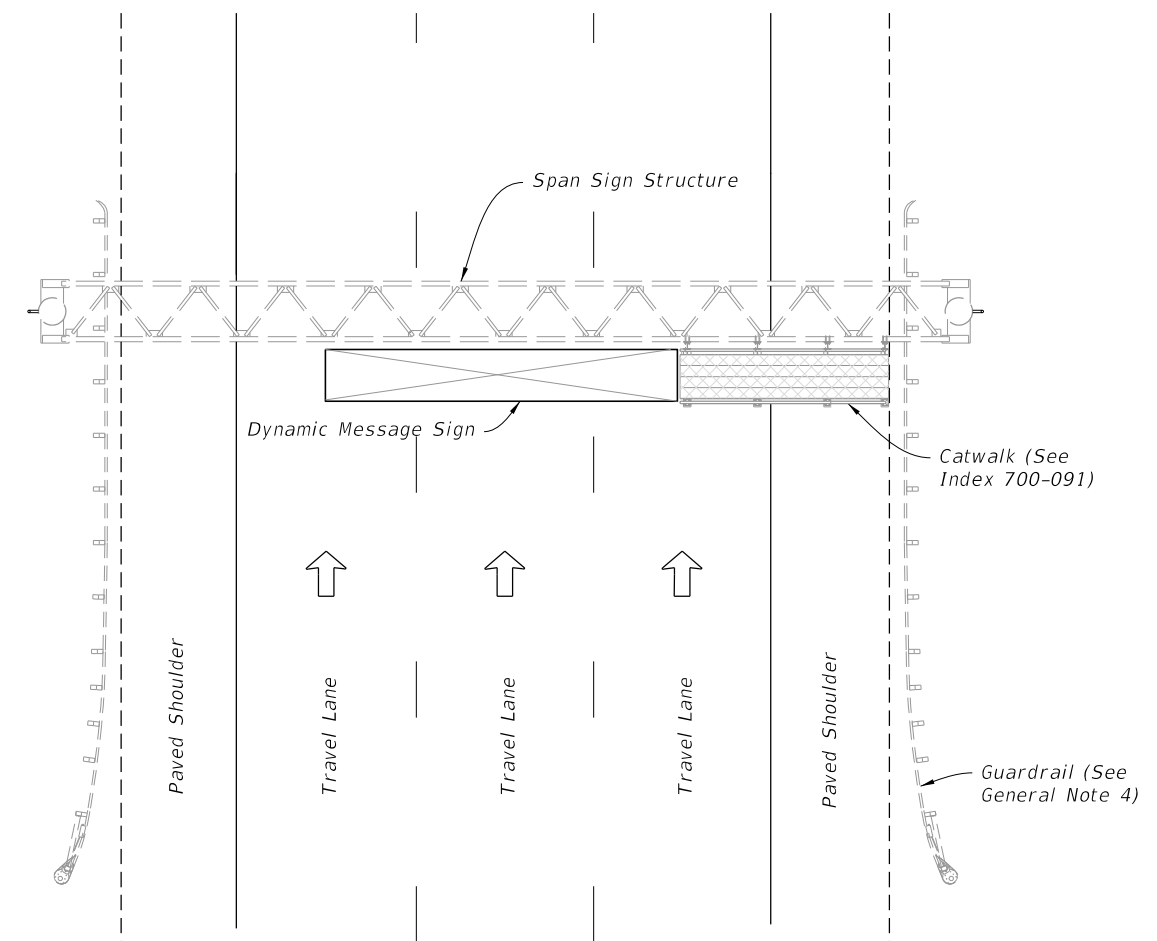 Span Sign Structure
Dynamic Message Sign
Catwalk (See
Index 700-091)
Paved Shoulder
Travel Lane
Travel Lane
Travel Lane
Paved Shoulder
Guardrail (See
General Note 4)